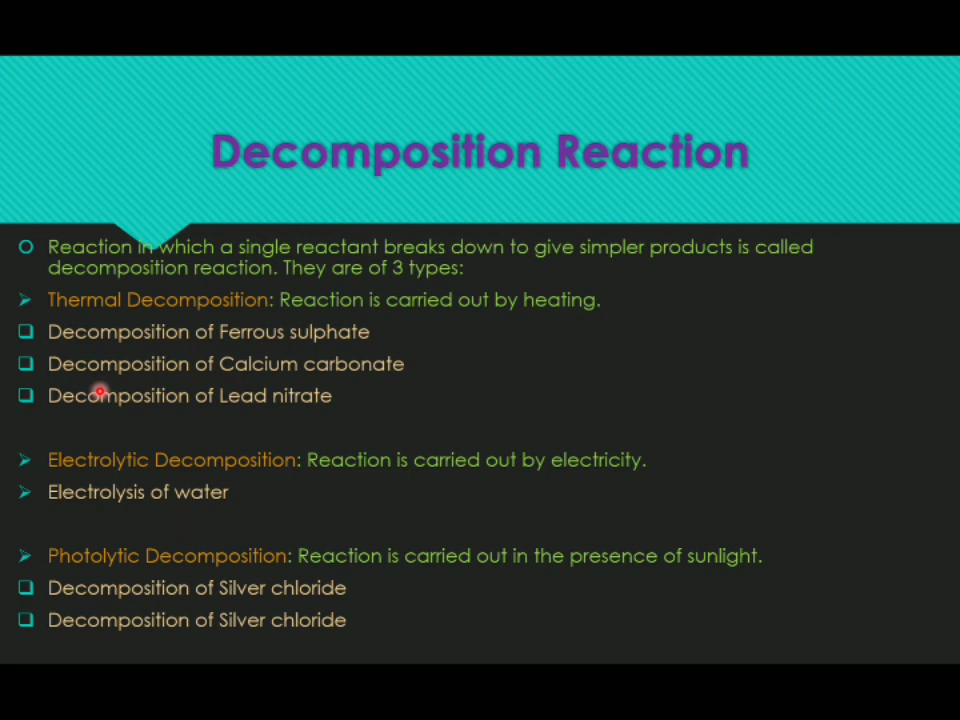 Decomposition Reaction
Reaction in which a single reactant breaks down to give simpler products is called
decomposition reaction. They are of 3 types:
Thermal Decomposition: Reaction is carried out by heating.
Decomposition of Ferrous sulphate
Decomposition of Calcium carbonate
Decomposition of Lead nitrate
Electrolytic Decomposition: Reaction is carried out by electricity.
Electrolysis of water
Photolytic Decomposition: Reaction is carried out in the presence of sunlight.
Decomposition of Silver chloride
Decomposition of Silver chloride